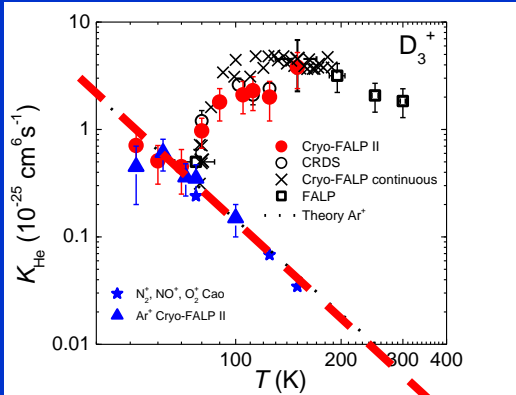 10
D₃⁺
1
0.1
0.01
K_He (10⁻²⁵ cm⁶s⁻¹)
Cryo-FALP II
CRDS
Cryo-FALP continuous
FALP
Theory Ar⁺
N₂⁺, NO⁺, O₂⁺ Cao
Ar⁺ Cryo-FALP II
100 200 300 400
T (K)